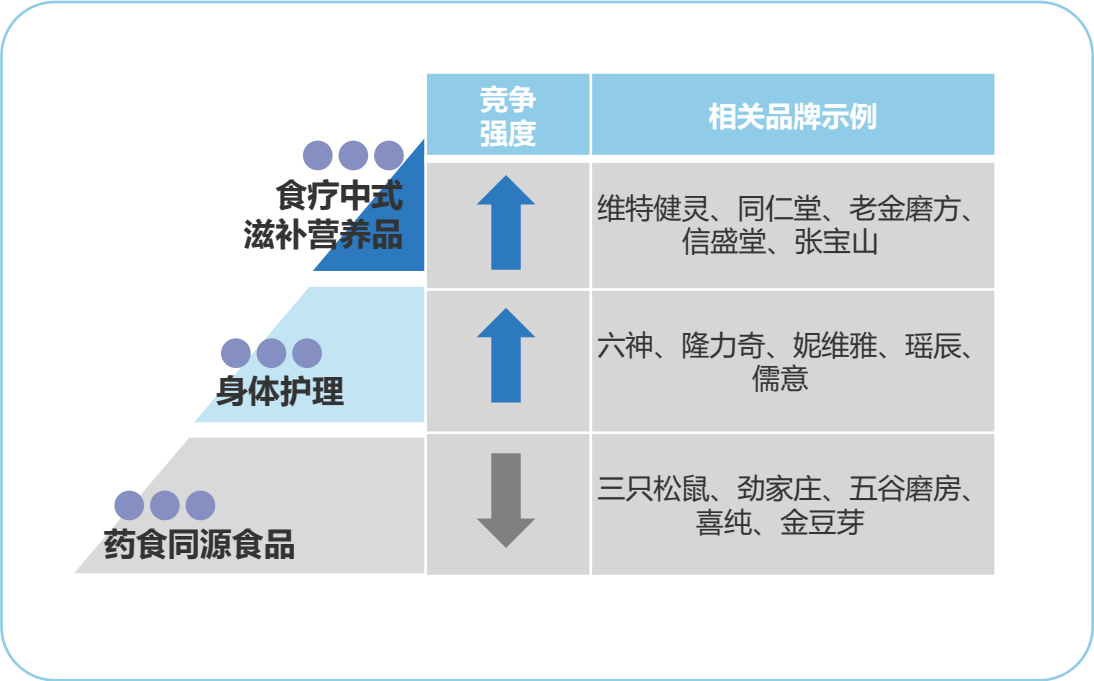 竞争
强度
相关品牌示例
食疗中式
滋补营养品
维特健灵、同仁堂、老金磨方、
信盛堂、张宝山
身体护理
六神、隆力奇、妮维雅、瑶辰、
儒意
药食同源食品
三只松鼠、劲家庄、五谷磨房、
喜纯、金豆芽